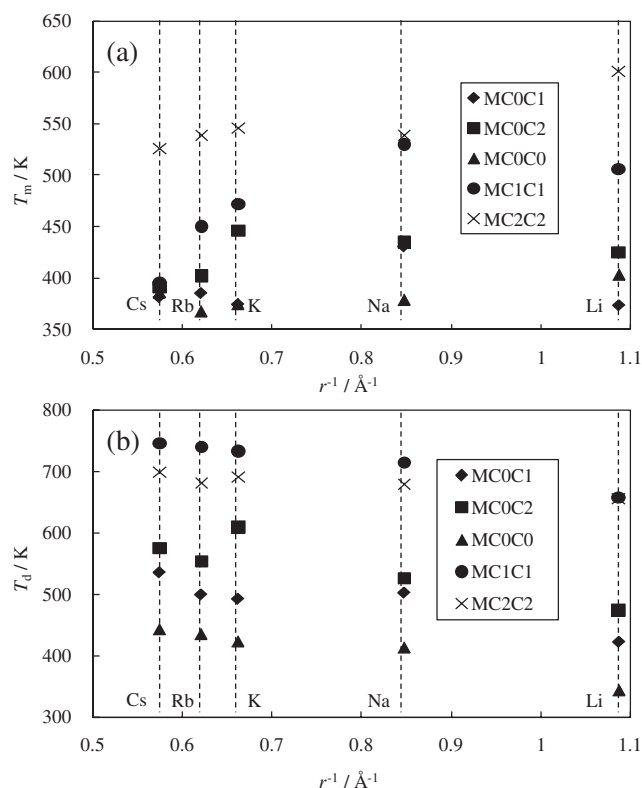 650
(a)
600
550
500
450
400
350
300
T_m / K
MC0C1
MC0C2
MC0C0
MC1C1
MC2C2
Cs Rb K Na Li
0.5 0.6 0.7 0.8 0.9 1 1.1
r⁻¹ / Å⁻¹
800
(b)
700
600
500
400
300
T_d / K
MC0C1
MC0C2
MC0C0
MC1C1
MC2C2
Cs Rb K Na Li
0.5 0.6 0.7 0.8 0.9 1 1.1
r⁻¹ / Å⁻¹